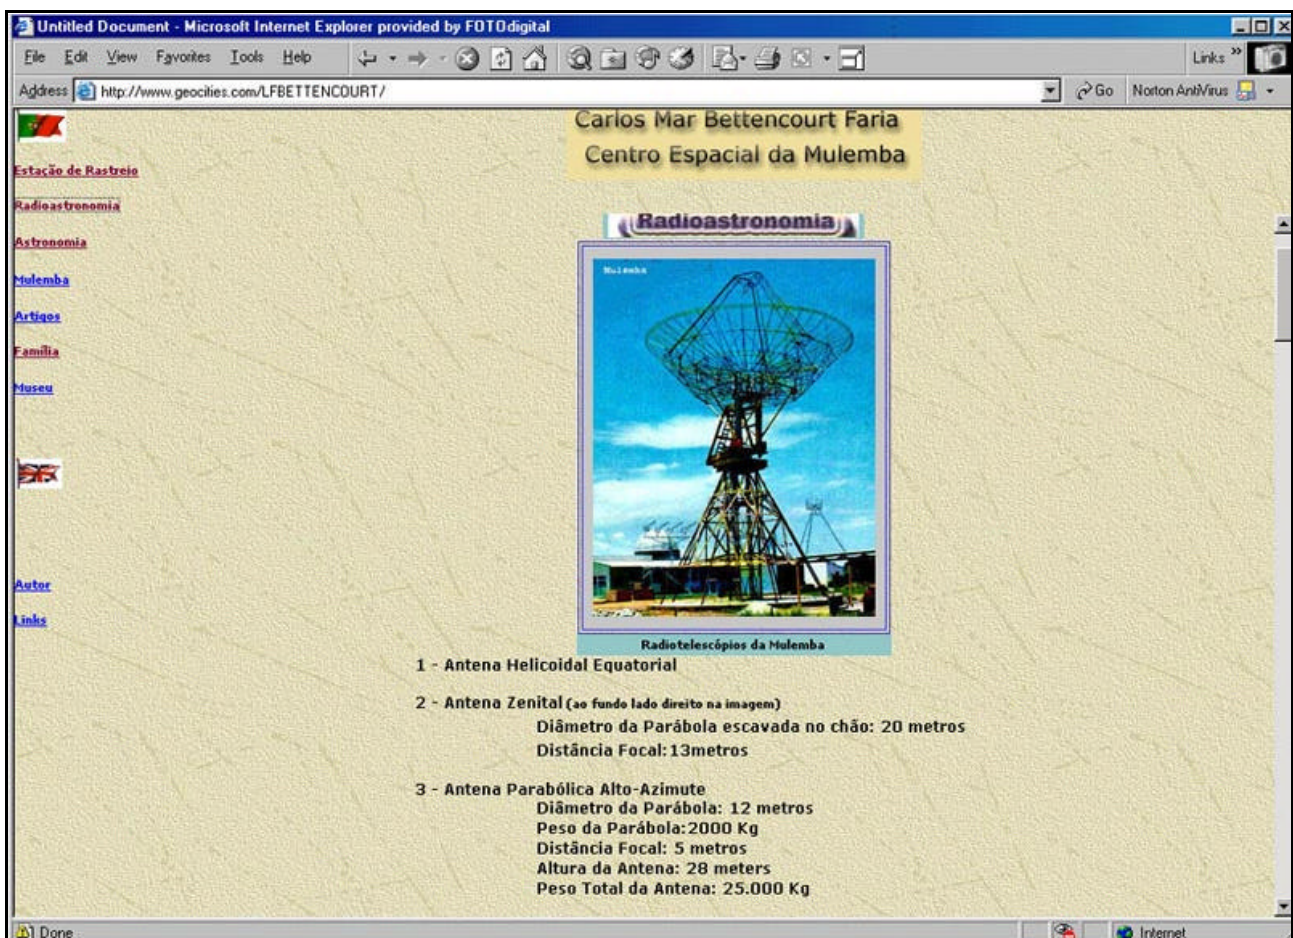 Untitled Document - Microsoft Internet Explorer provided by FOTOdigital
File Edit View Favorites Tools Help Links »
Address http://www.geocities.com/LFBETTENCOURT/ Go Norton AntiVirus
Carlos Mar Bettencourt Faria
Centro Espacial da Mulemba
Estação de Rastreio
Radioastronomia
Astronomia
Mulemba
Artigos
Família
Museu
Autor
Links
Radioastronomia
Mulemba
Radiotelescópios da Mulemba
1 - Antena Helicoidal Equatorial
2 - Antena Zenital (ao fundo lado direito na imagem)
Diâmetro da Parábola escavada no chão: 20 metros
Distância Focal:13metros
3 - Antena Parabólica Alto-Azimute
Diâmetro da Parábola: 12 metros
Peso da Parábola:2000 Kg
Distância Focal: 5 metros
Altura da Antena: 28 meters
Peso Total da Antena: 25.000 Kg
Done Internet